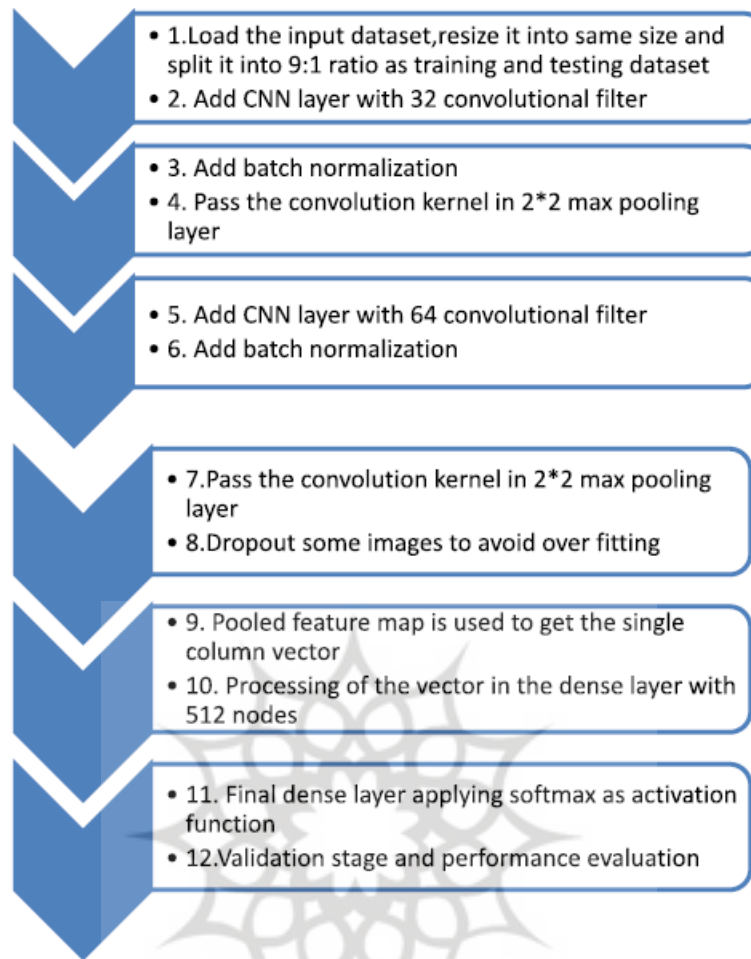 • 1.Load the input dataset,resize it into same size and
split it into 9:1 ratio as training and testing dataset
• 2. Add CNN layer with 32 convolutional filter
• 3. Add batch normalization
• 4. Pass the convolution kernel in 2*2 max pooling
layer
• 5. Add CNN layer with 64 convolutional filter
• 6. Add batch normalization
• 7.Pass the convolution kernel in 2*2 max pooling
layer
• 8.Dropout some images to avoid over fitting
• 9. Pooled feature map is used to get the single
column vector
• 10. Processing of the vector in the dense layer with
512 nodes
• 11. Final dense layer applying softmax as activation
function
• 12.Validation stage and performance evaluation